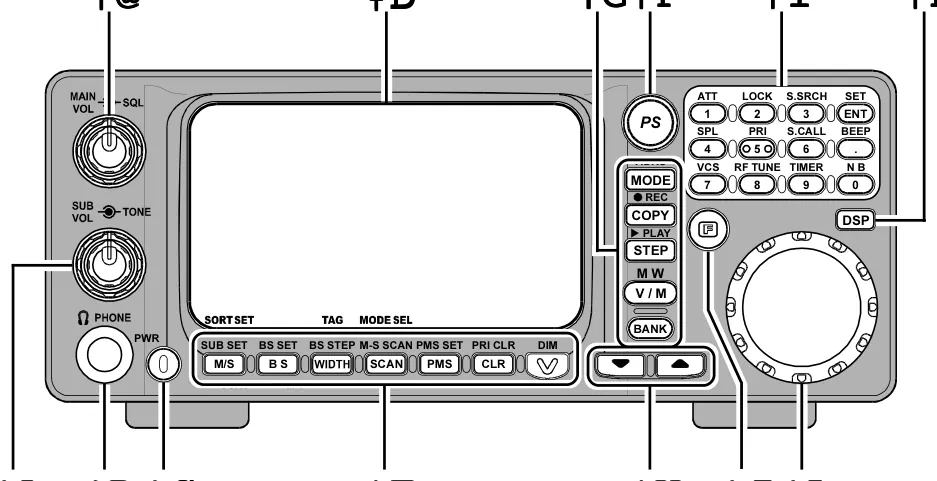 MAIN VOL SQL
ATT LOCK S.SRCH SET
1 2 3 ENT
PS
SPL PRI S.CALL BEEP
4 5 6 .
VCS RF TUNE TIMER N B
MODE
7 8 9 0
REC
COPY
SUB VOL TONE
DSP
F
PLAY
STEP
M W
V / M
PHONE
SORT SET TAG MODE SEL
BANK
PWR
SUB SET BS SET BS STEP M-S SCAN PMS SET PRI CLR DIM
M/S B S WIDTH SCAN PMS CLR